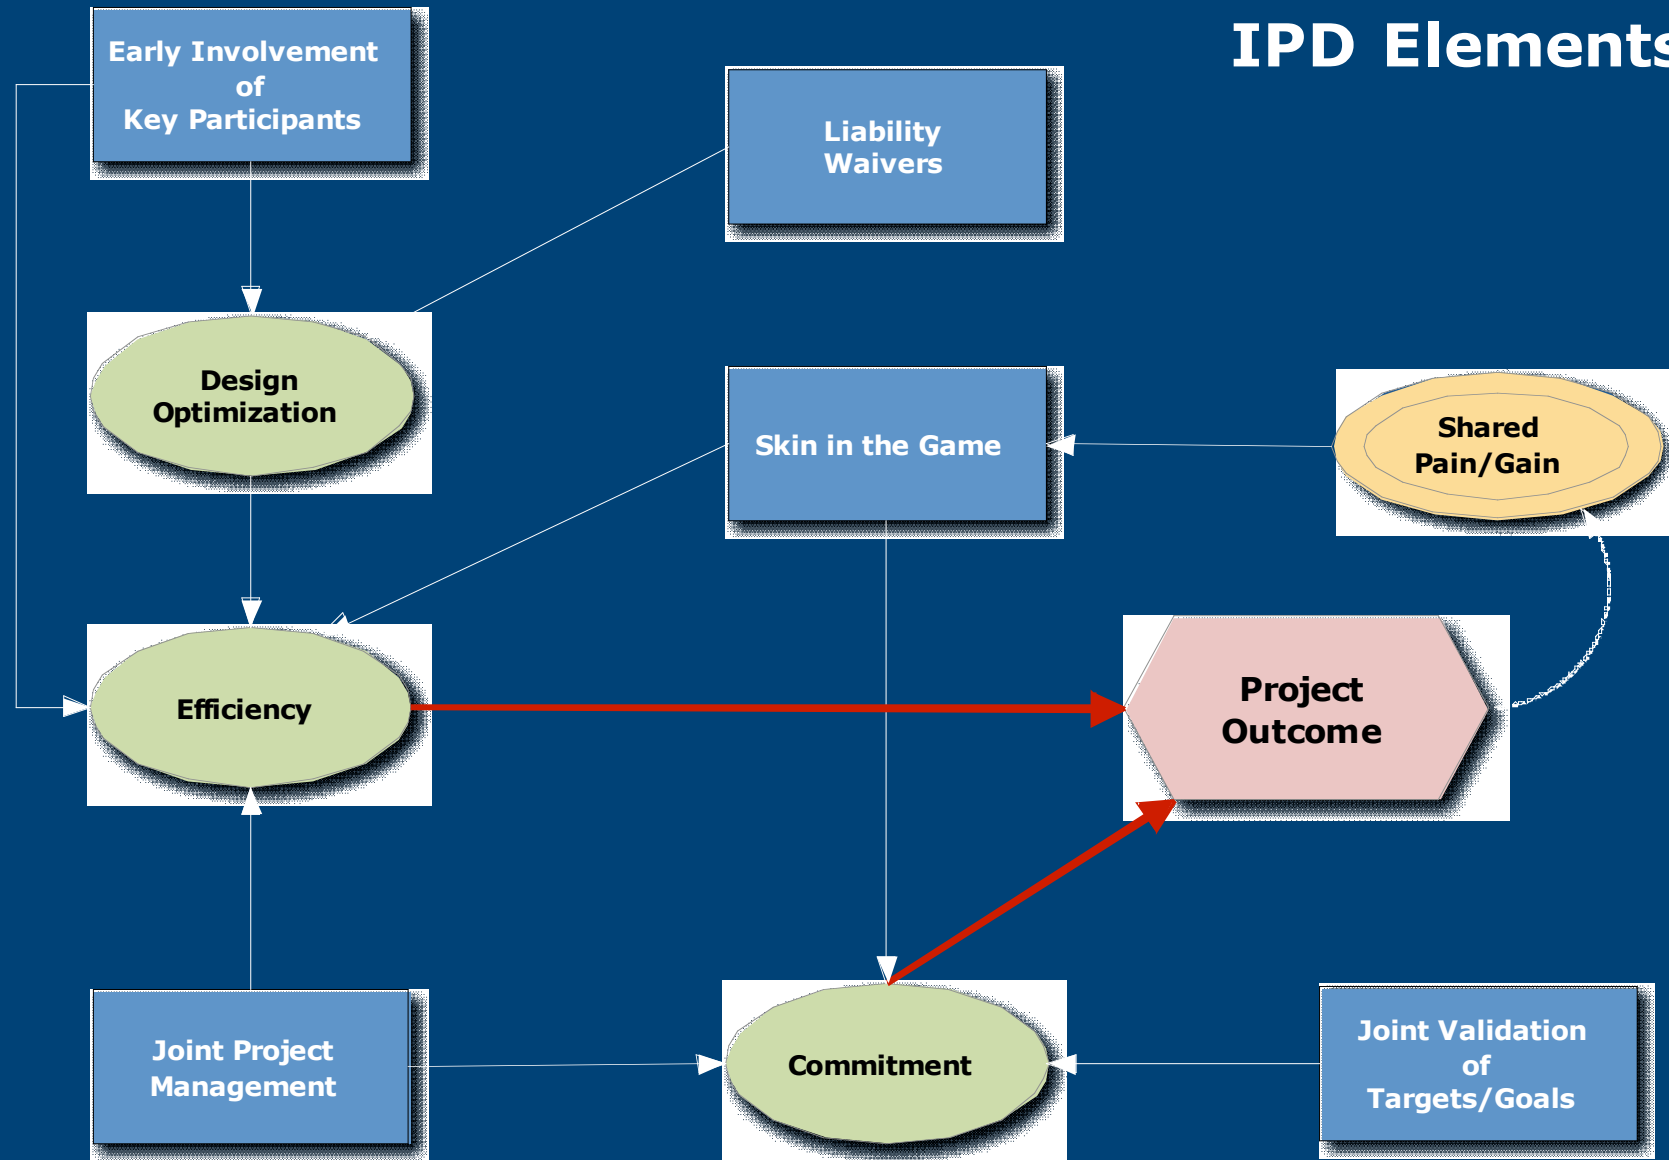 IPD Elements
Early Involvement
of
Key Participants
Liability
Waivers
Design
Optimization
Skin in the Game
Shared
Pain/Gain
Efficiency
Project
Outcome
Joint Project
Management
Commitment
Joint Validation
of
Targets/Goals